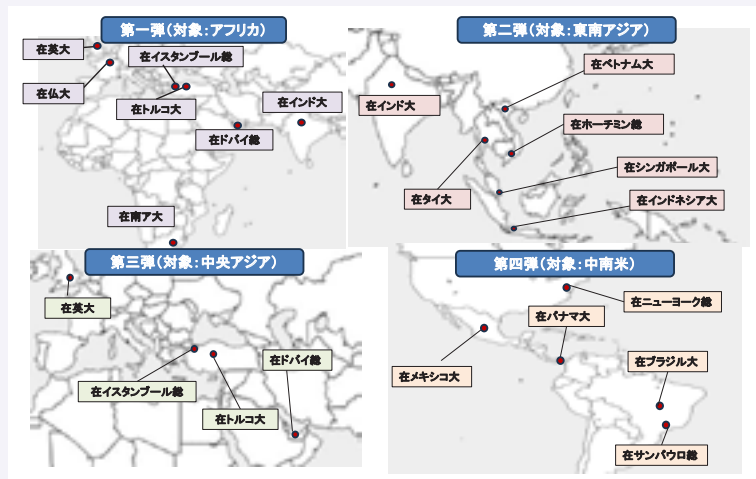 第一弾(対象:アフリカ)
在英大
在イスタンブール総
在仏大
在トルコ大
在インド大
在ドバイ総
在南ア大
第二弾(対象:東南アジア)
在ベトナム大
在インド大
在ホーチミン総
在シンガポール大
在タイ大
在インドネシア大
第三弾(対象:中央アジア)
在英大
在ドバイ総
在イスタンブール総
在トルコ大
第四弾(対象:中南米)
在ニューヨーク総
在パナマ大
在ブラジル大
在メキシコ大
在サンパウロ総